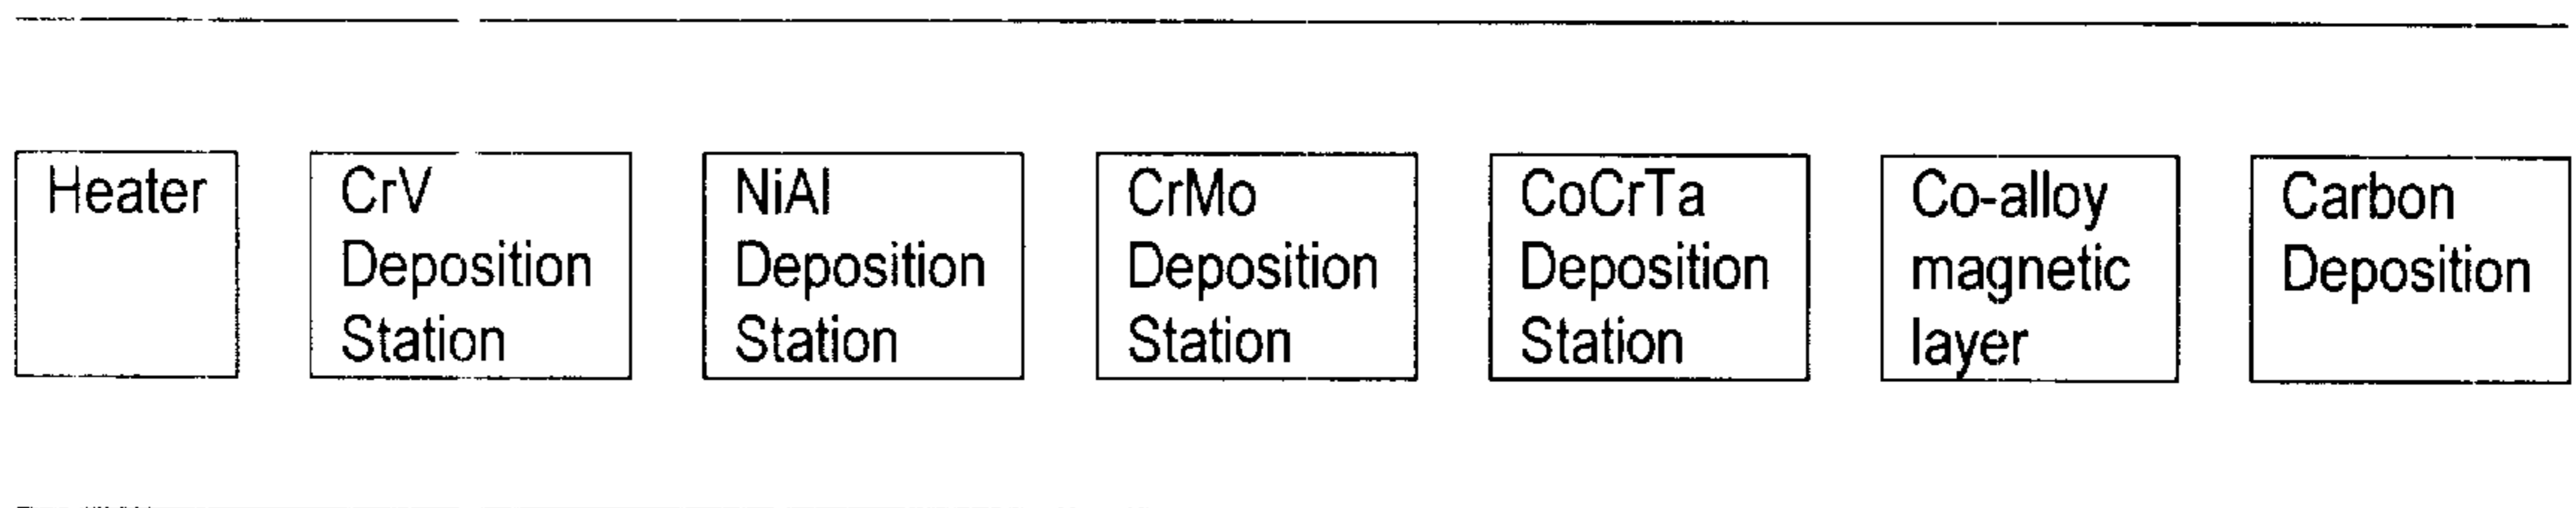 Heater
CrV
Deposition
Station
NiAl
Deposition
Station
CrMo
Deposition
Station
CoCrTa
Deposition
Station
Co-alloy
magnetic
layer
Carbon
Deposition